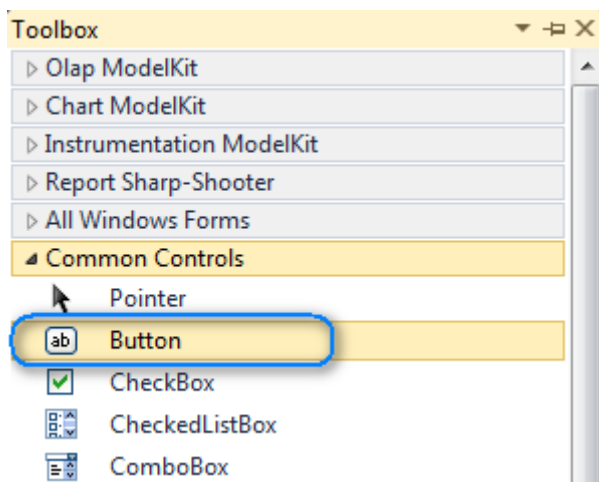 Toolbox
Olap ModelKit
Chart ModelKit
Instrumentation ModelKit
Report Sharp-Shooter
All Windows Forms
Common Controls
Pointer
ab Button
CheckBox
CheckedListBox
ComboBox